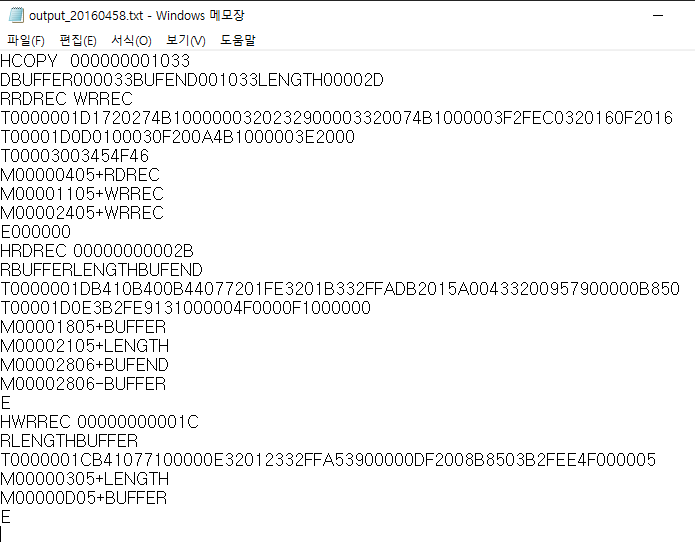 output_20160458.txt - Windows 메모장
파일(F) 편집(E) 서식(O) 보기(V) 도움말
HCOPY  000000001033
DBUFFER000033BUFEND001033LENGTH00002D
RRDREC WRREC
T0000001D1720274B1000000320232900003320074B1000003F2FEC0320160F2016
T00001D0D0100030F200A4B1000003E2000
T00003003454F46
M00000405+RDREC
M00001105+WRREC
M00002405+WRREC
E000000
HRDREC 00000000002B
RBUFFERLENGTHBUFEND
T0000001DB410B400B44077201FE3201B332FFADB2015A00433200957900000B850
T00001D0E3B2FE9131000004F0000F1000000
M00001805+BUFFER
M00002105+LENGTH
M00002806+BUFEND
M00002806-BUFFER
E
HWRREC 00000000001C
RLENGTHBUFFER
T0000001CB41077100000E32012332FFA53900000DF2008B8503B2FEE4F000005
M00000305+LENGTH
M00000D05+BUFFER
E